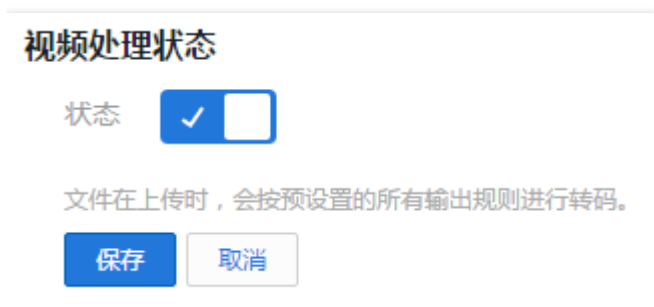 视频处理状态
状态
文件在上传时，会按预设置的所有输出规则进行转码。
保存 取消